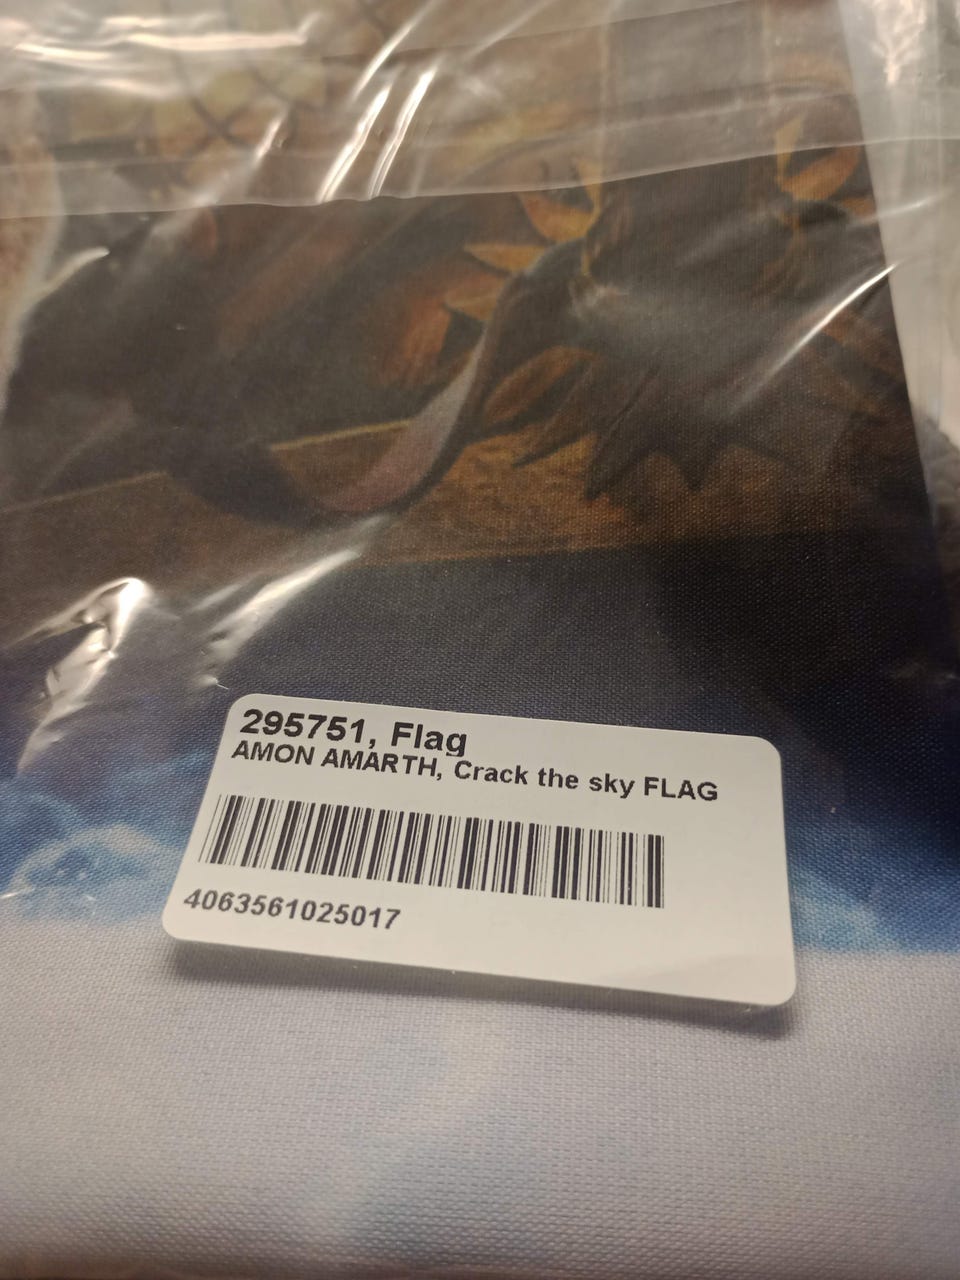 295751, Flag
AMON AMARTH, Crack the sky FLAG
4063561025017